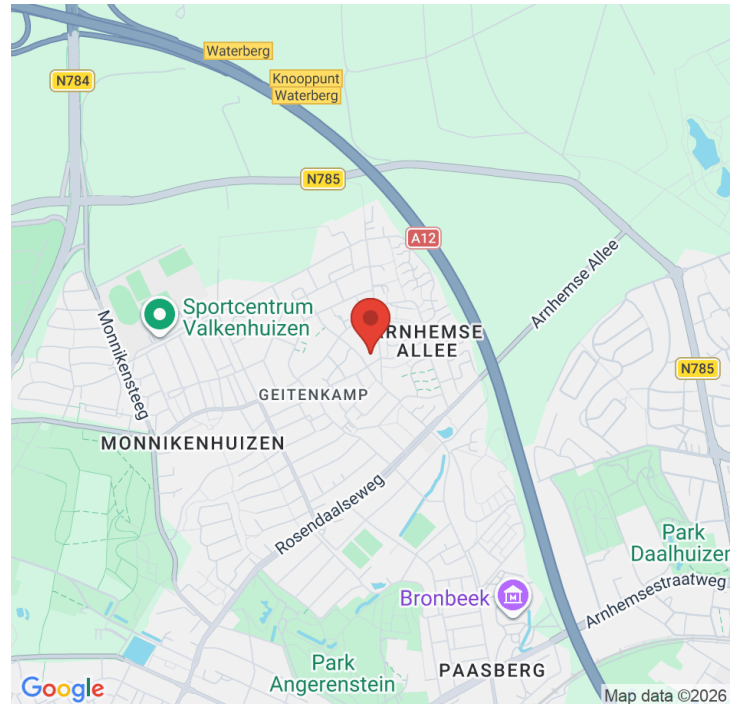 Waterberg
N784
Knooppunt
Waterberg
N785
A12
Arnhemse Allee
Sportcentrum
Valkenhuizen
Monnikensteeg
ARNHEMSE
ALLEE
N785
GEITENKAMP
MONNIKENHUIZEN
Rosendaalseweg
Park
Daalhuizen
Bronbeek
Arnhemsestraatweg
Park
Angerenstein
PAASBERG
Google
Map data ©2026